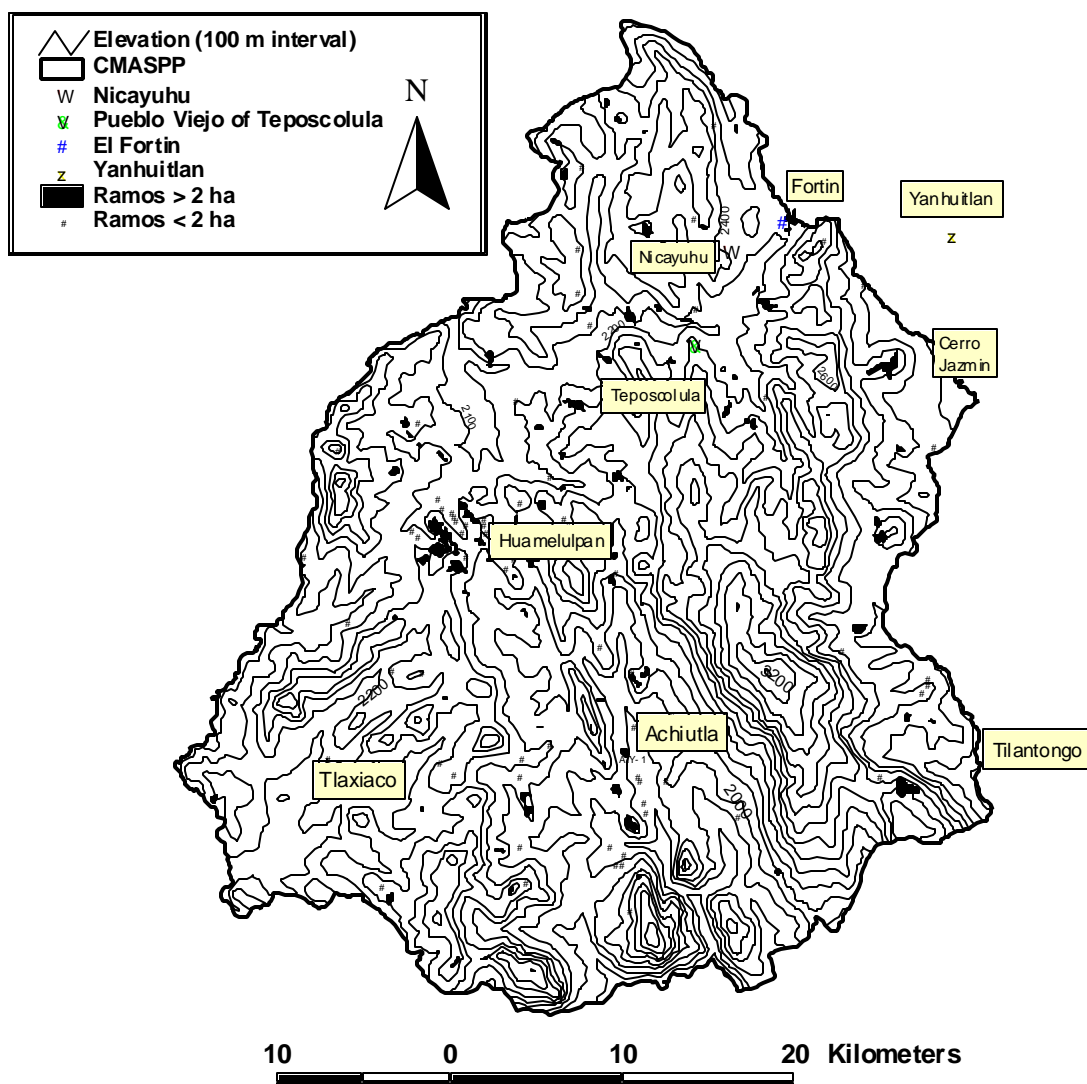 Elevation (100 m interval)
CMASPP
W Nicayuhu
Pueblo Viejo of Teposcolula
# El Fortin
z Yanhuitlan
Ramos > 2 ha
# Ramos < 2 ha
N
Fortin
Yanhuitlan
#
z
2400
Nicayuhu
W
2200
Cerro
Jazmin
2600
Teposcolula
2100
Huamelulpan
2200
3200
Achiutla
Tilantongo
Tlaxiaco
2000
10 0 10 20 Kilometers